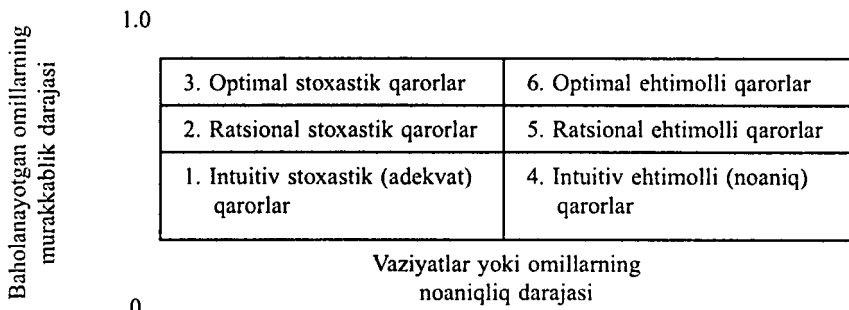 Baholanayotgan omillarning
murakkablik darajasi
1.0
3. Optimal stoxastik qarorlar
6. Optimal ehtimolli qarorlar
2. Ratsional stoxastik qarorlar
5. Ratsional ehtimolli qarorlar
1. Intuitiv stoxastik (adekvat)
qarorlar
4. Intuitiv ehtimolli (noaniq)
qarorlar
Vaziyatlar yoki omillarning
noaniqliq darajasi
0